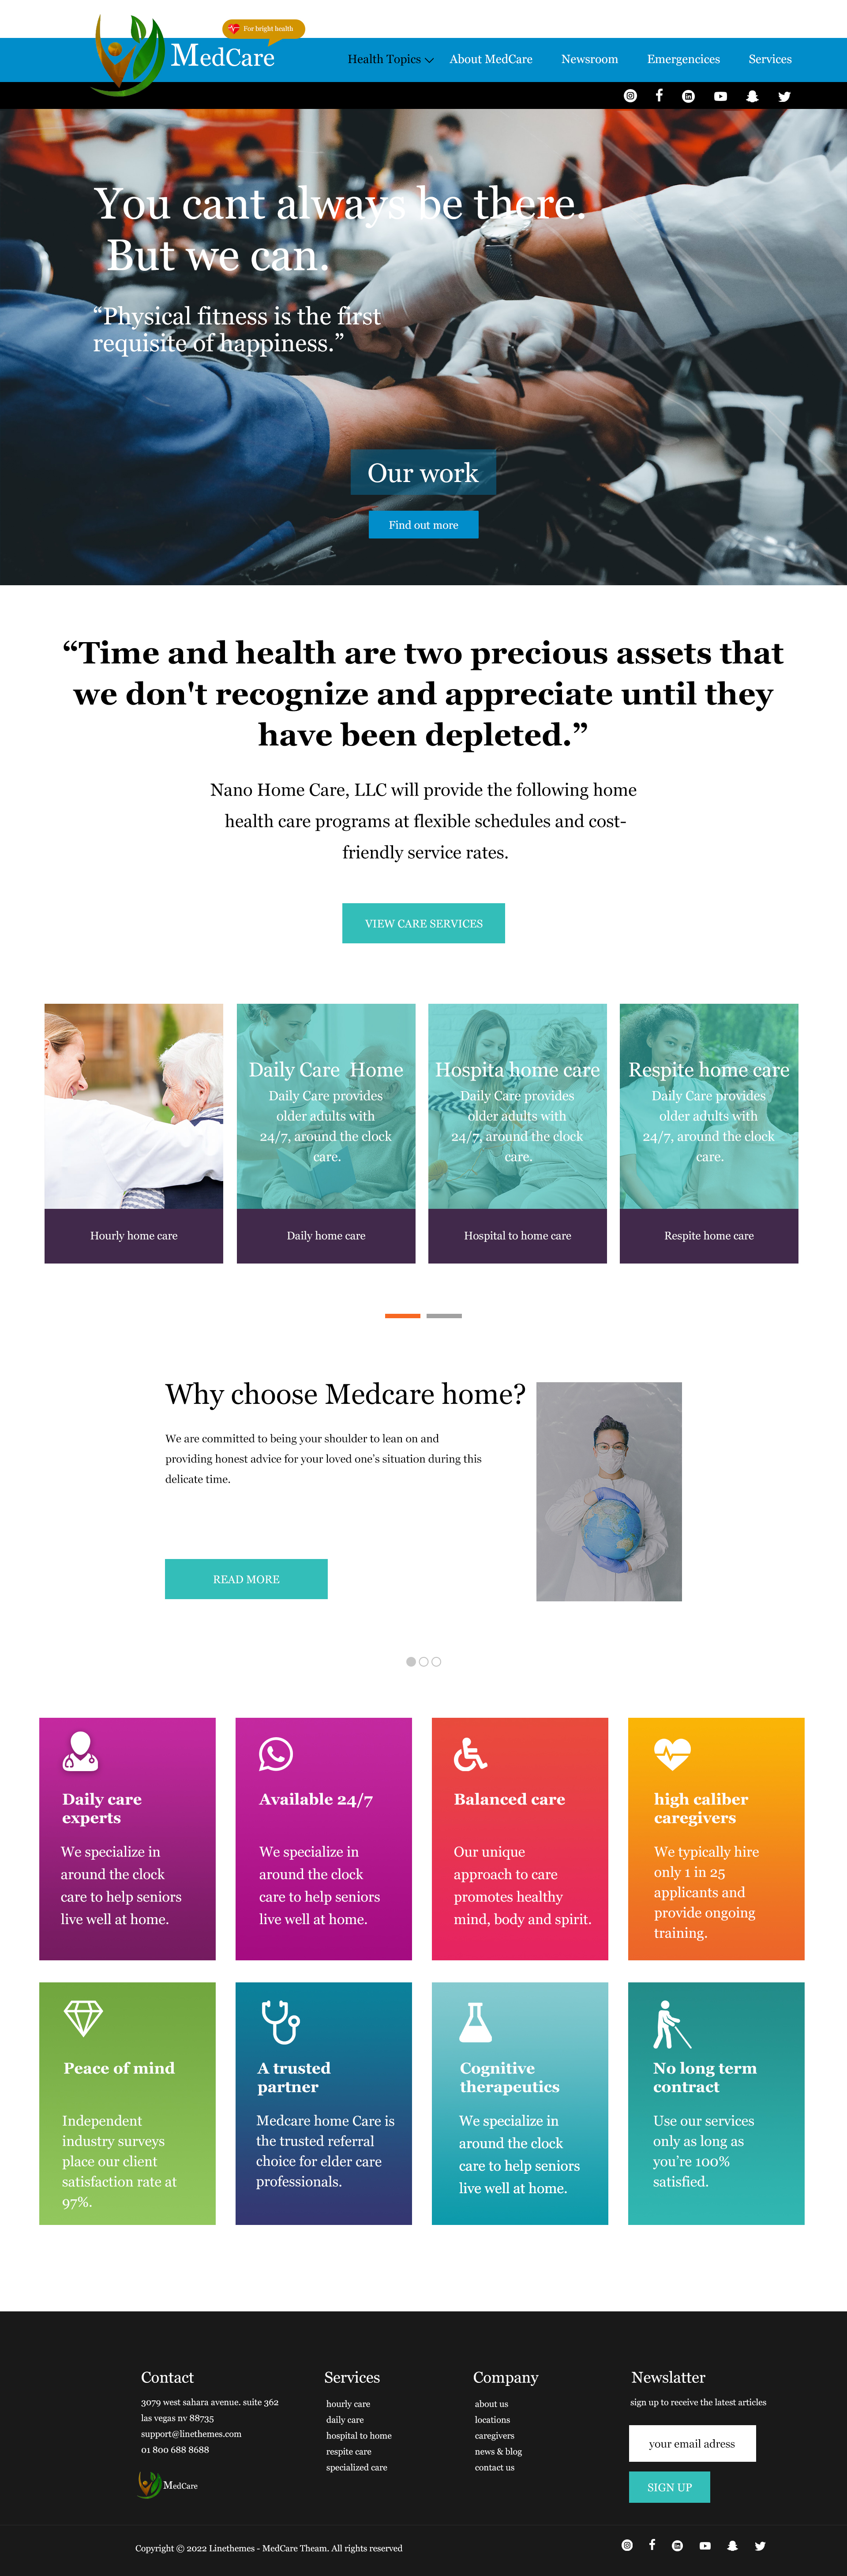 For bright health
MedCare
Health Topics
About MedCare
Newsroom
Emergencices
Services
You cant always be there.
But we can.
“Physical fitness is the first
requisite of happiness.”
Our work
Find out more
“Time and health are two precious assets that
we don't recognize and appreciate until they
have been depleted.”
Nano Home Care, LLC will provide the following home
health care programs at flexible schedules and cost-
friendly service rates.
VIEW CARE SERVICES
Hourly home care
Daily Care Home
Daily Care provides
older adults with
24/7, around the clock
care.
Daily home care
Hospita home care
Daily Care provides
older adults with
24/7, around the clock
care.
Hospital to home care
Respite home care
Daily Care provides
older adults with
24/7, around the clock
care.
Respite home care
Why choose Medcare home?
We are committed to being your shoulder to lean on and
providing honest advice for your loved one’s situation during this
delicate time.
READ MORE
Daily care
experts
We specialize in
around the clock
care to help seniors
live well at home.
Available 24/7
We specialize in
around the clock
care to help seniors
live well at home.
Balanced care
Our unique
approach to care
promotes healthy
mind, body and spirit.
high caliber
caregivers
We typically hire
only 1 in 25
applicants and
provide ongoing
training.
Peace of mind
Independent
industry surveys
place our client
satisfaction rate at
97%.
A trusted
partner
Medcare home Care is
the trusted referral
choice for elder care
professionals.
Cognitive
therapeutics
We specialize in
around the clock
care to help seniors
live well at home.
No long term
contract
Use our services
only as long as
you’re 100%
satisfied.
Contact
3079 west sahara avenue. suite 362
las vegas nv 88735
support@linethemes.com
01 800 688 8688
MedCare
Services
hourly care
daily care
hospital to home
respite care
specialized care
Company
about us
locations
caregivers
news & blog
contact us
Newslatter
sign up to receive the latest articles
your email adress
SIGN UP
Copyright © 2022 Linethemes - MedCare Theam. All rights reserved